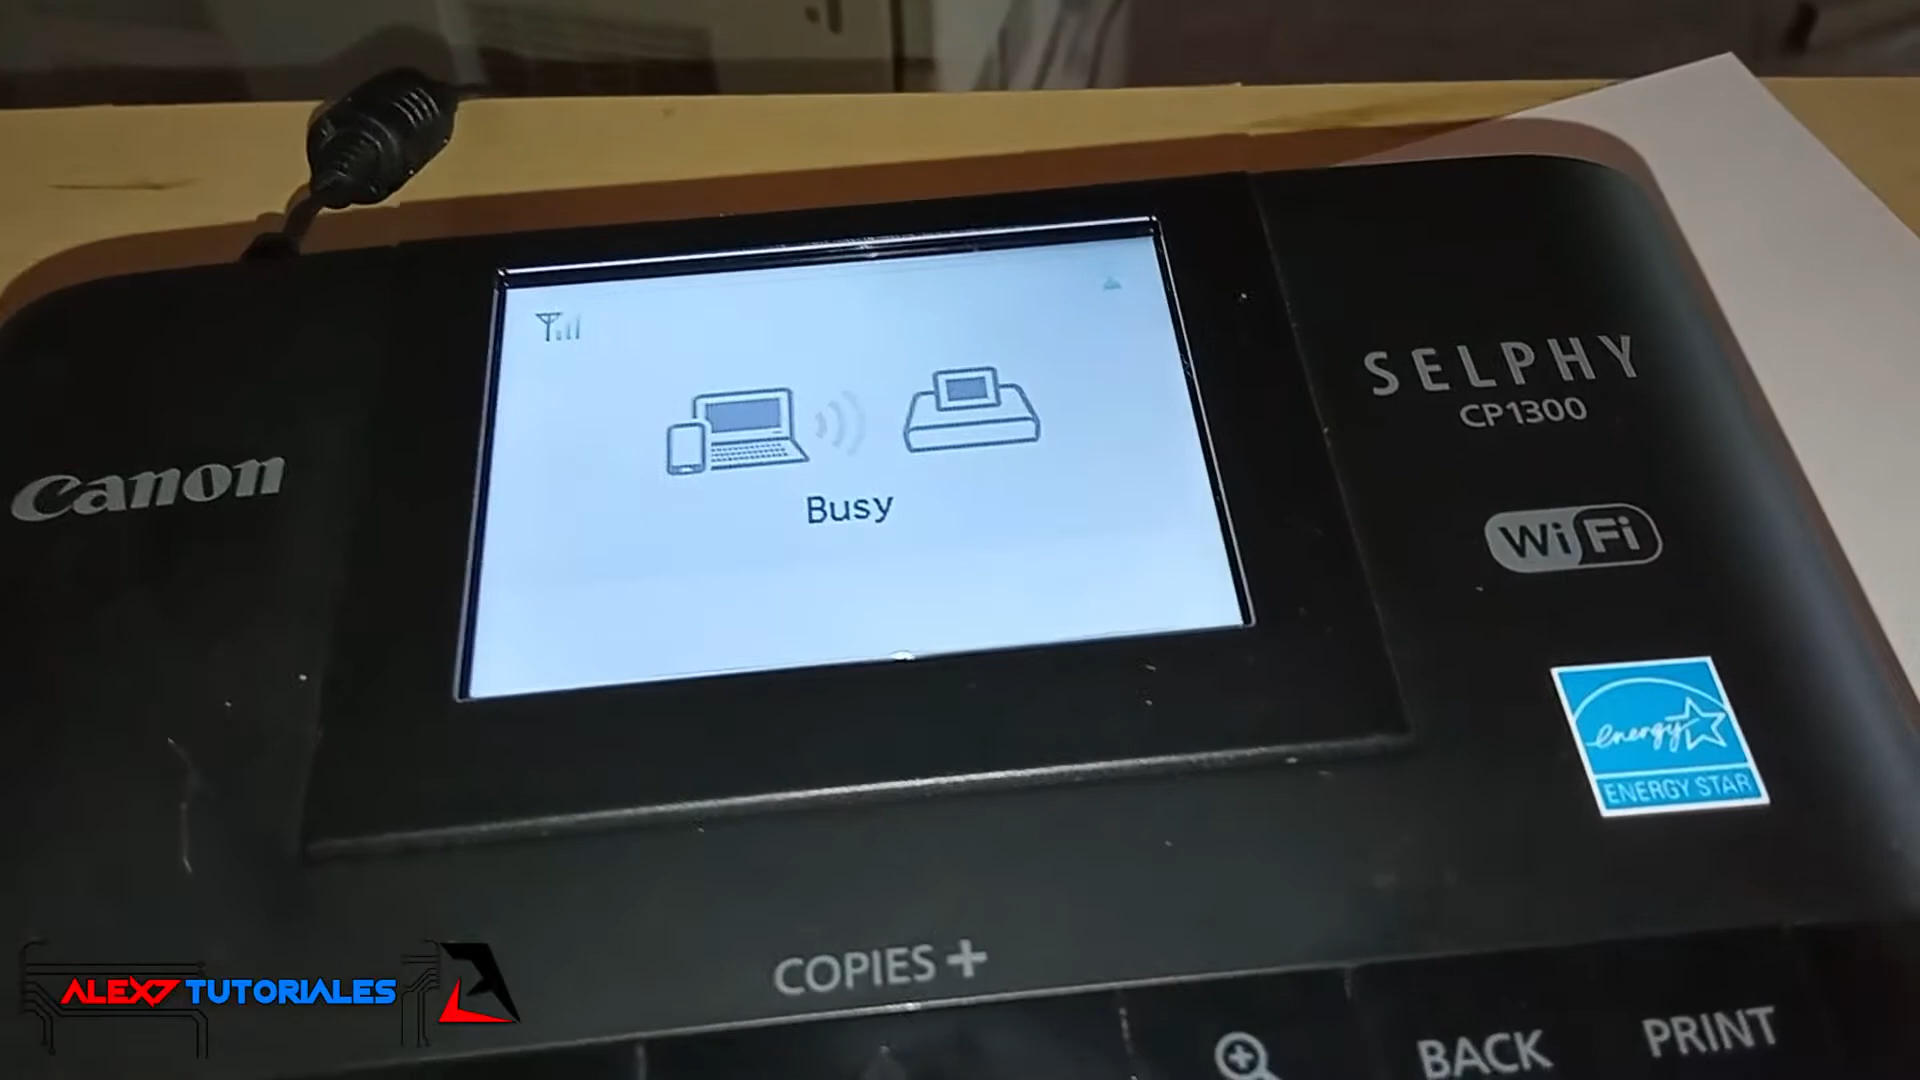 SELPHY
CP1300
Canon
Busy
WiFi
energy
ENERGY STAR
COPIES +
ALEX7 TUTORIALES
BACK
PRINT